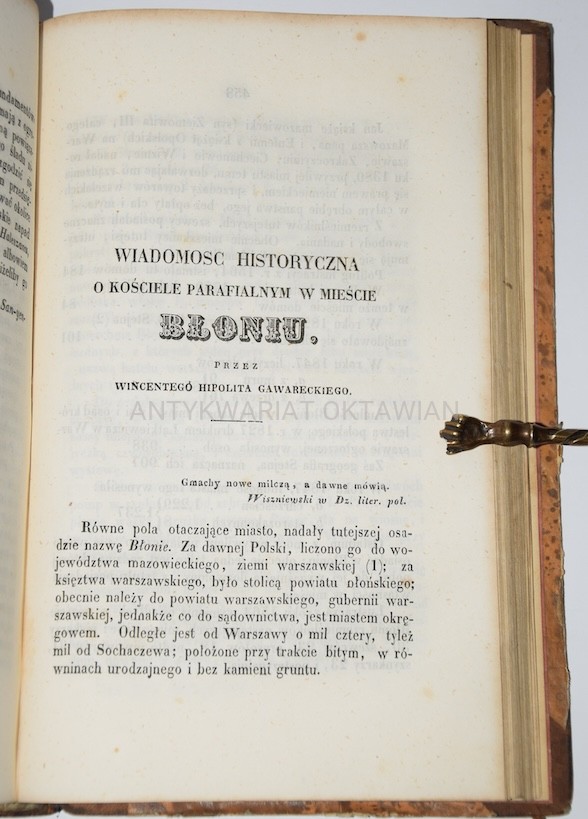 ndamentów,
mają z ogro-
WIADOMOSC HISTORYCZNA
O KOŚCIELE PARAFIALNYM W MIEŚCIE
BŁONIU,
PRZEZ
WINCENTEGÓ HIPOLITA GAWARECKIEGO.
ANTYKWARIAT OKTAWIAN
Gmachy nowe milczą, a dawne mówią.
Wiszniewski w Dz. liter. pol.
Równe pola otaczające miasto, nadały tutejszej osa-
dzie nazwę Błonie. Za dawnej Polski, liczono go do wo-
jewództwa mazowieckiego, ziemi warszawskiej (1); za
księztwa warszawskiego, było stolicą powiatu błońskiego;
obecnie należy do powiatu warszawskiego, gubernii war-
szawskiej, jednakże co do sądownictwa, jest miastem okrę-
gowem. Odległe jest od Warszawy o mil cztery, tyleż
mil od Sochaczewa; położone przy trakcie bitym, w ró-
wninach urodzajnego i bez kamieni gruntu.